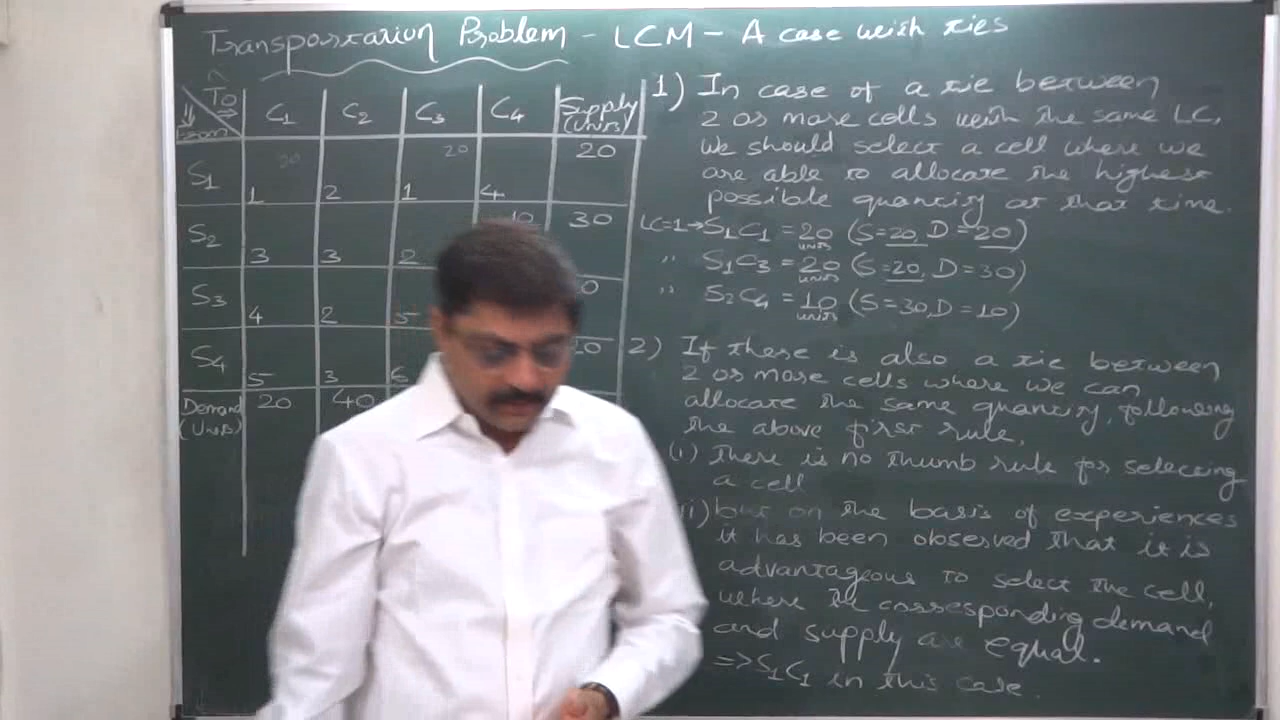 Transportation Problem - LCM - A case with ties
To →
From
C1 C2 C3 C4 Supply (Units)
S1 20 20
1 2 1 4
S2 10 30
3 3 2
S3 0
4 2 5
S4 10
5 3 6
Demand (Units) 20 40
1) In case of a tie between
2 or more cells with the same LC,
we should select a cell where we
are able to allocate the highest
possible quantity at that time.
LC=1→ S1C1 = 20 units (S=20, D=20)
" S1C3 = 20 units (S=20, D=30)
" S2C4 = 10 units (S=30, D=10)
2) If there is also a tie between
2 or more cells where we can
allocate the same quantity, following
the above first rule,
(i) there is no thumb rule for selecting
a cell
ii) but on the basis of experiences
it has been observed that it is
advantageous to select the cell,
where the corresponding demand
and supply are equal.
=> S1C1 in this case.